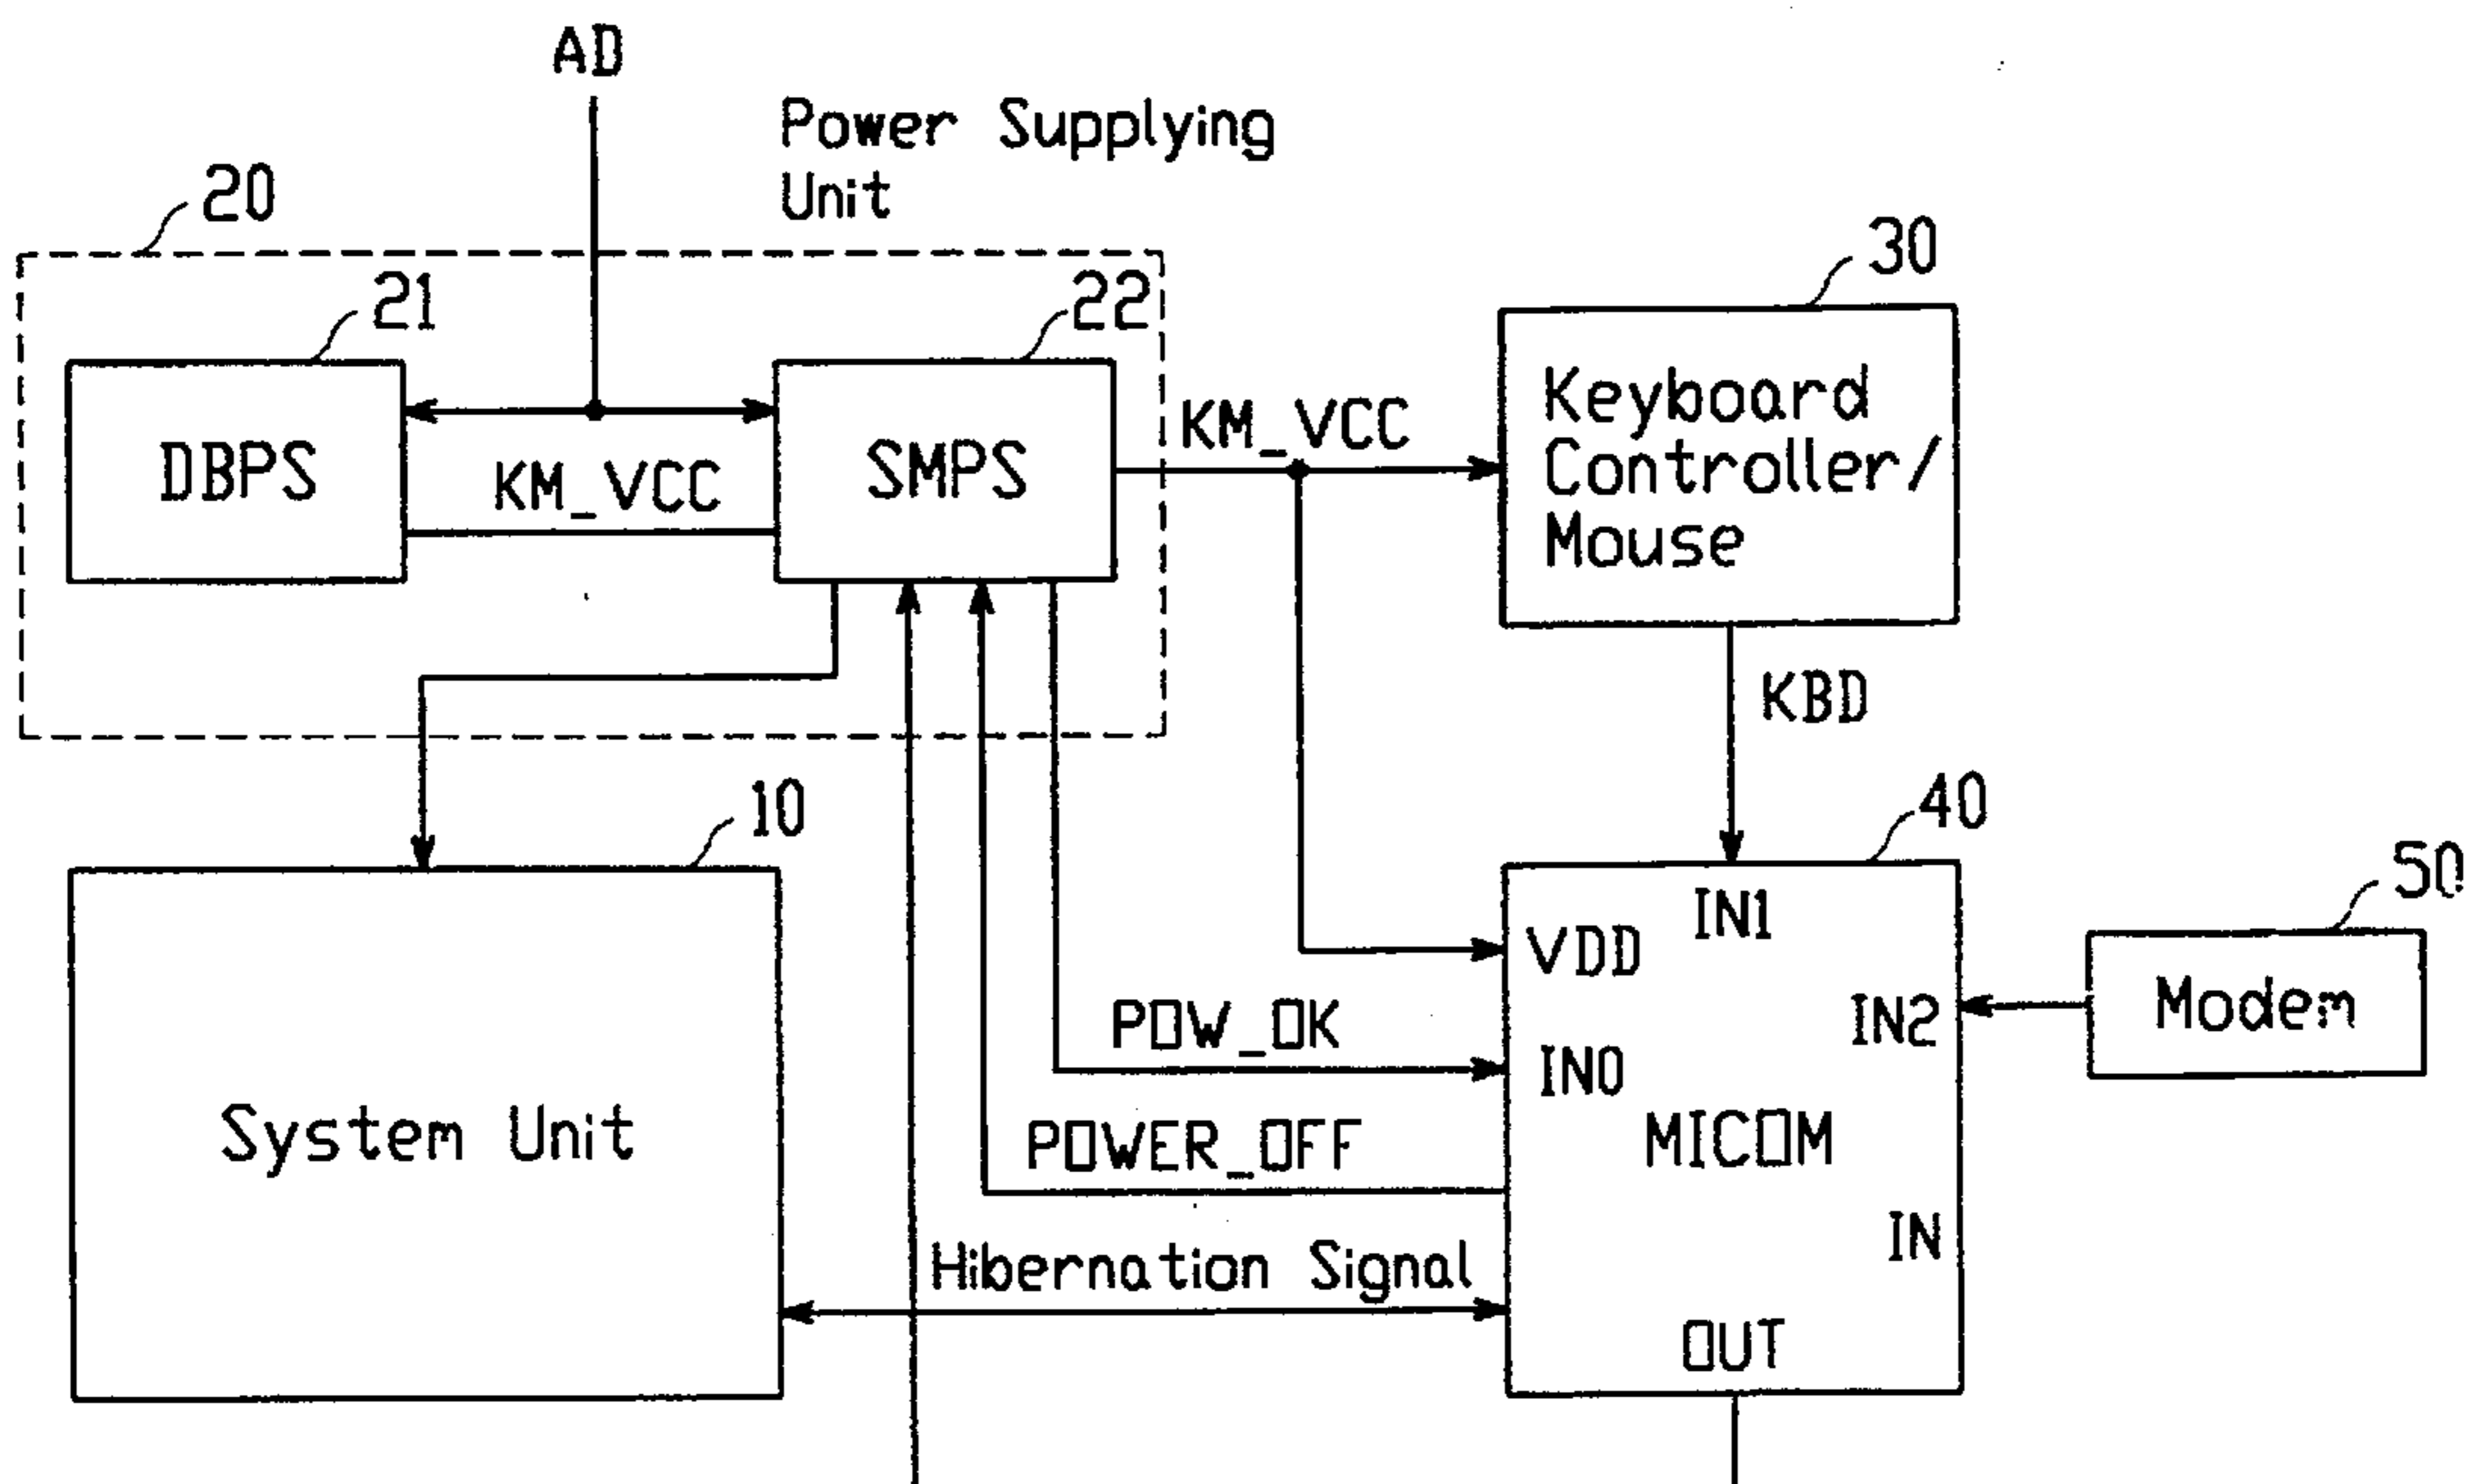 AD
Power Supplying
Unit
20
21
22
30
DBPS
KM_VCC
SMPS
KM_VCC
Keyboard
Controller/
Mouse
KBD
10
40
50
System Unit
IN1
VDD
IN2
Modem
POW_OK
IN0
POWER_OFF
MICOM
IN
Hibernation Signal
OUT